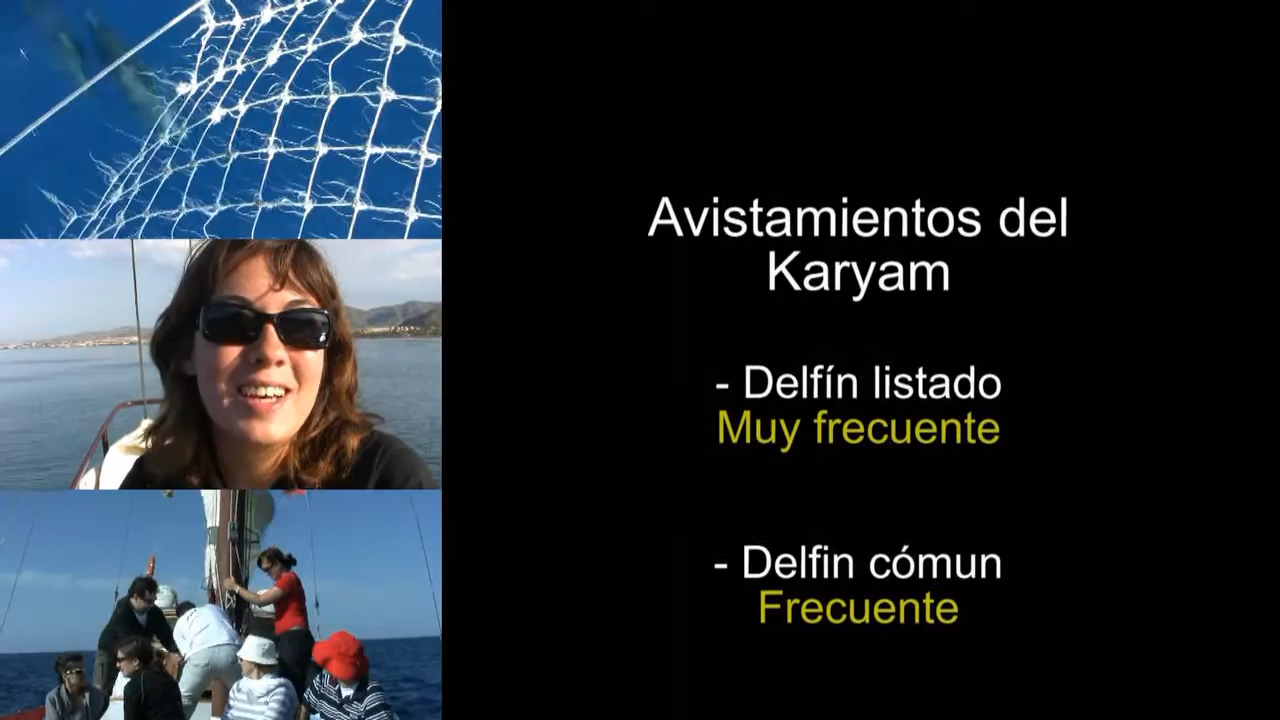 Avistamientos del
Karyam
- Delfín listado
Muy frecuente
- Delfin cómun
Frecuente